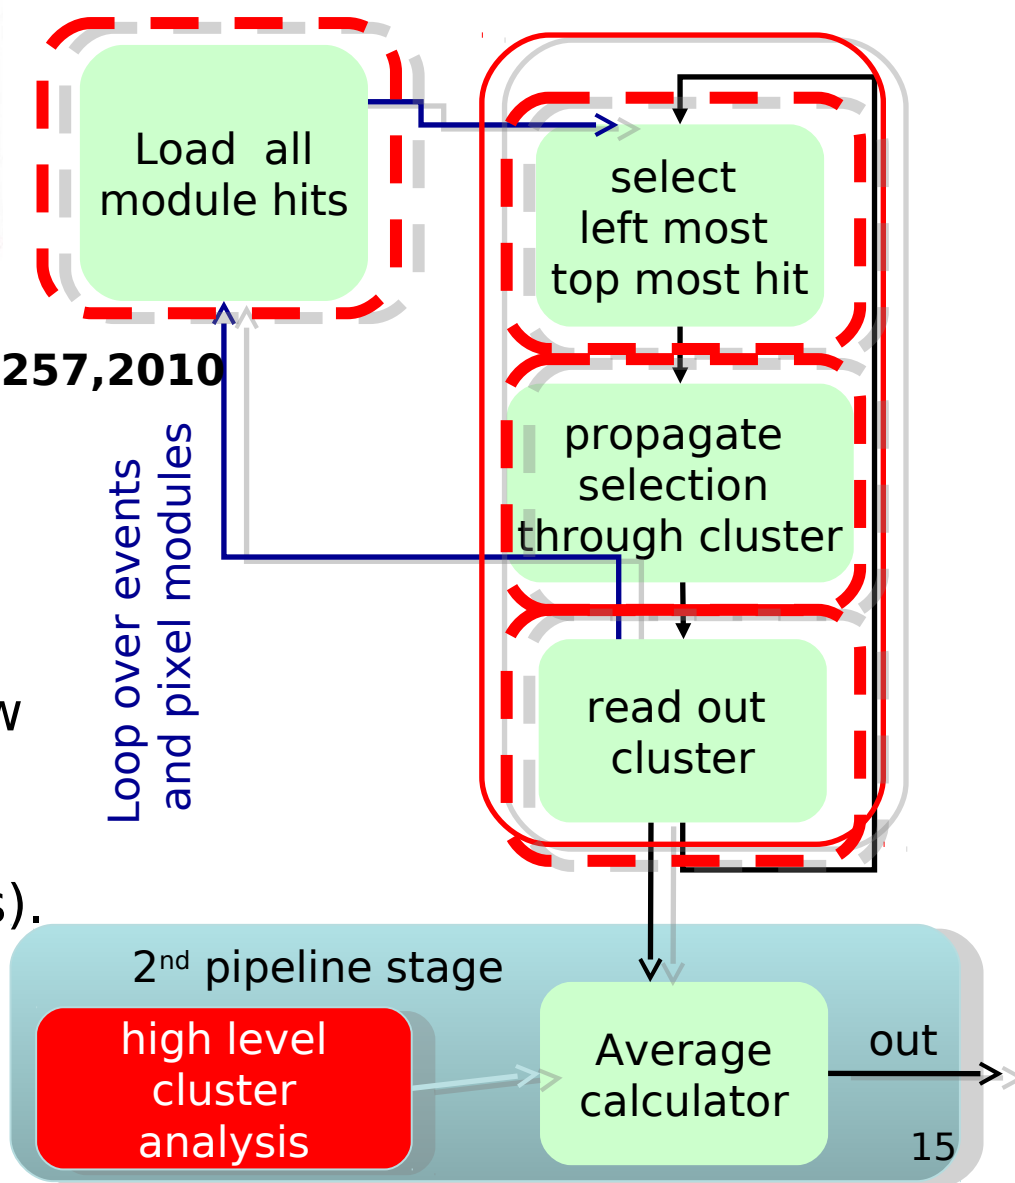 Load all
module hits
select
left most
top most hit
257,2010
propagate
selection
through cluster
Loop over events
and pixel modules
w
read out
cluster
s).
2nd pipeline stage
high level
cluster
analysis
Average
calculator
out
15